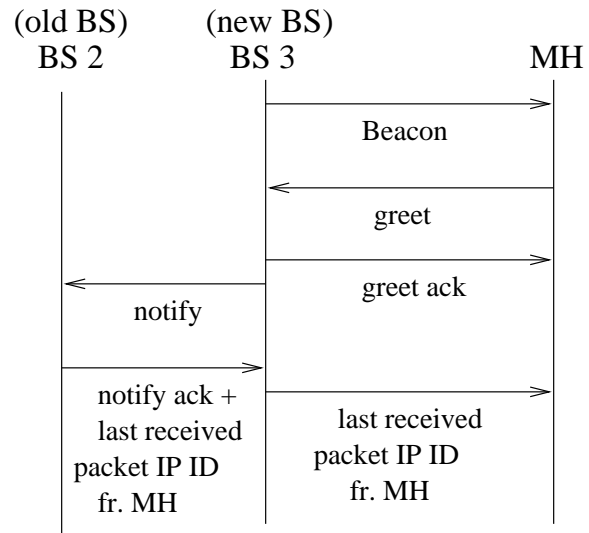 (old BS)
BS 2
(new BS)
BS 3
MH
Beacon
greet
greet ack
notify
notify ack +
last received
packet IP ID
fr. MH
last received
packet IP ID
fr. MH